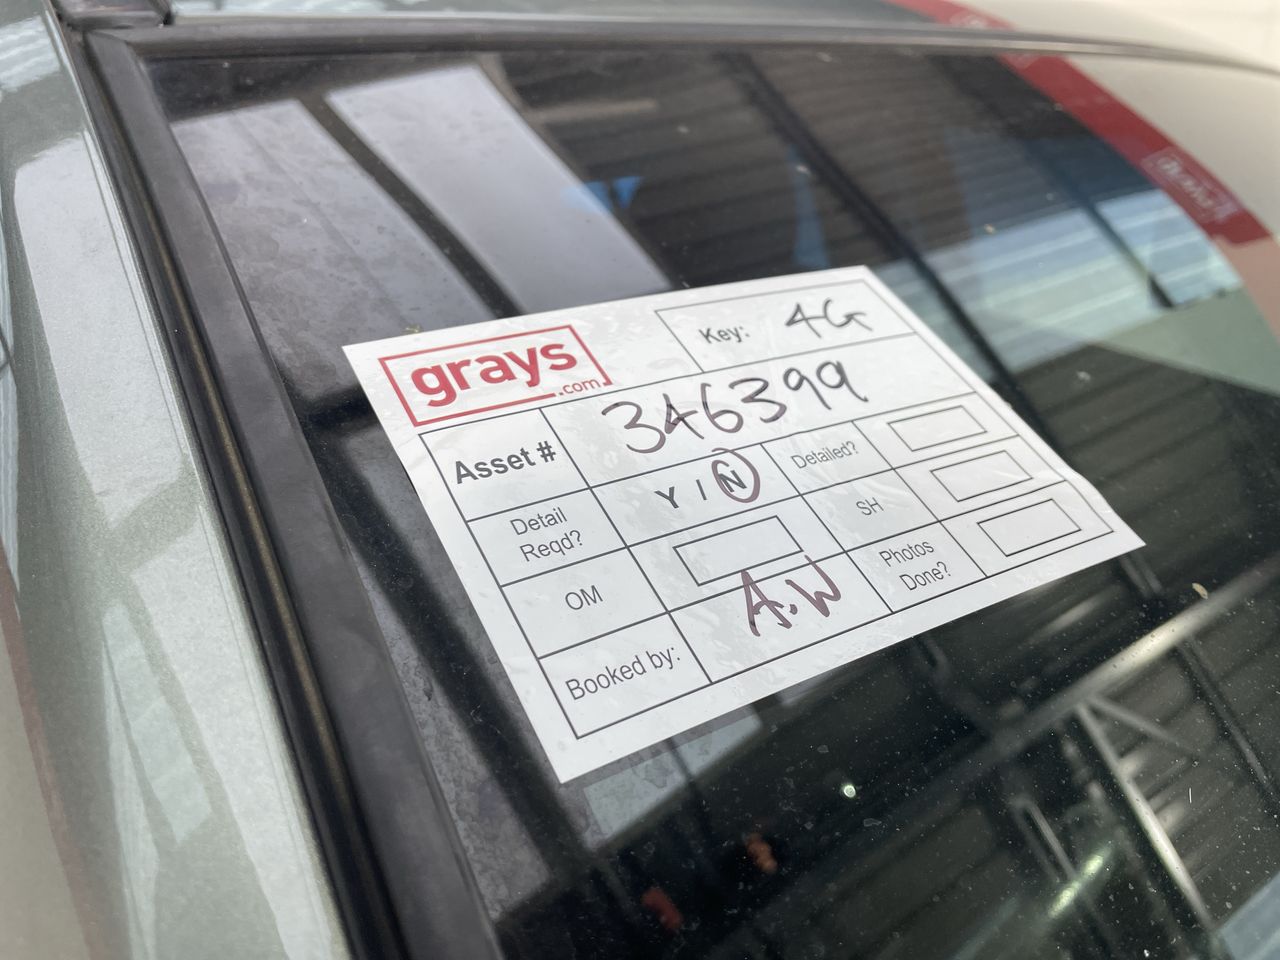 grays
.com
Key: 4G
Asset # 346399
Detail Reqd? Y / N
Detailed?
OM
SH
Booked by: A.W
Photos Done?